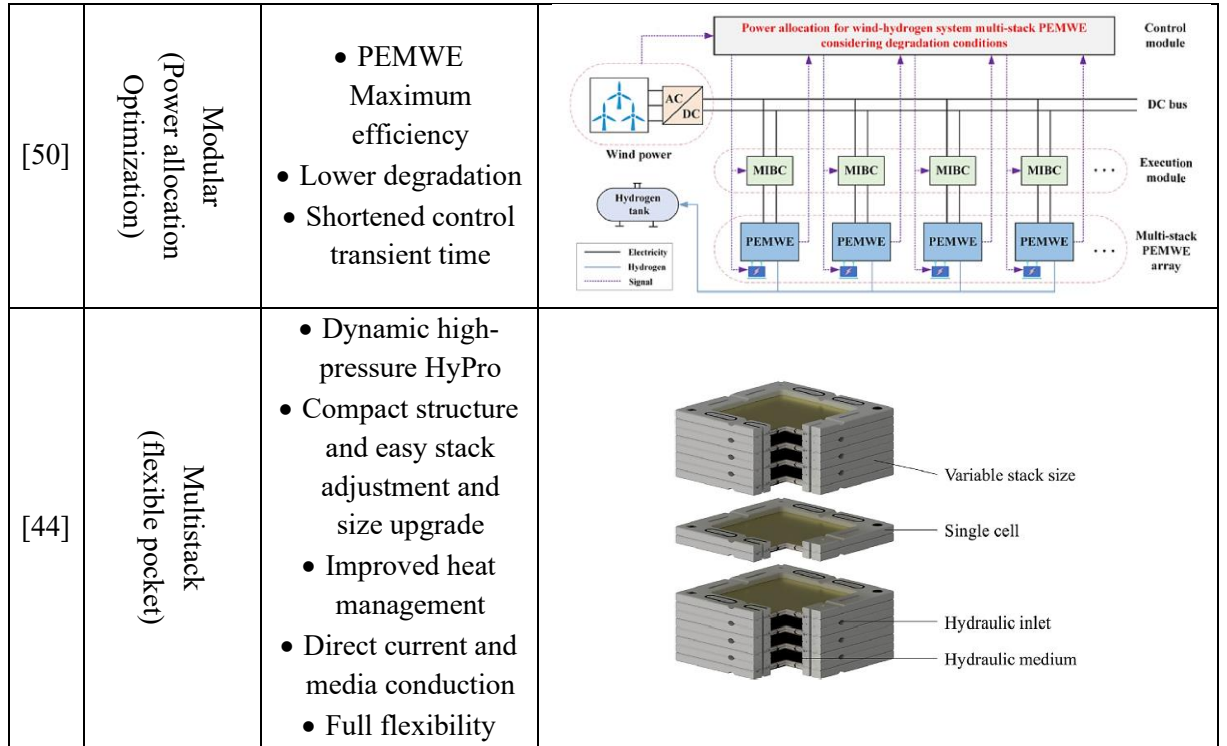 [50]
Modular
(Power allocation
Optimization)
• PEMWE
Maximum
efficiency
• Lower degradation
• Shortened control
transient time
Power allocation for wind-hydrogen system multi-stack PEMWE
considering degradation conditions
Control
module
AC
DC
DC bus
Wind power
MIBC
MIBC
MIBC
MIBC
···
Execution
module
Hydrogen
tank
PEMWE
PEMWE
PEMWE
PEMWE
···
Multi-stack
PEMWE
array
Electricity
Hydrogen
Signal
[44]
Multistack
(flexible pocket)
• Dynamic high-
pressure HyPro
• Compact structure
and easy stack
adjustment and
size upgrade
• Improved heat
management
• Direct current and
media conduction
• Full flexibility
Variable stack size
Single cell
Hydraulic inlet
Hydraulic medium